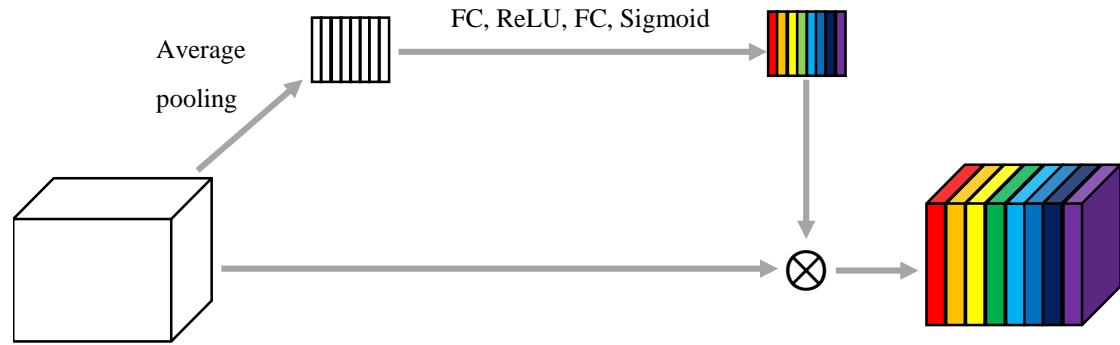 FC, ReLU, FC, Sigmoid
Average
pooling